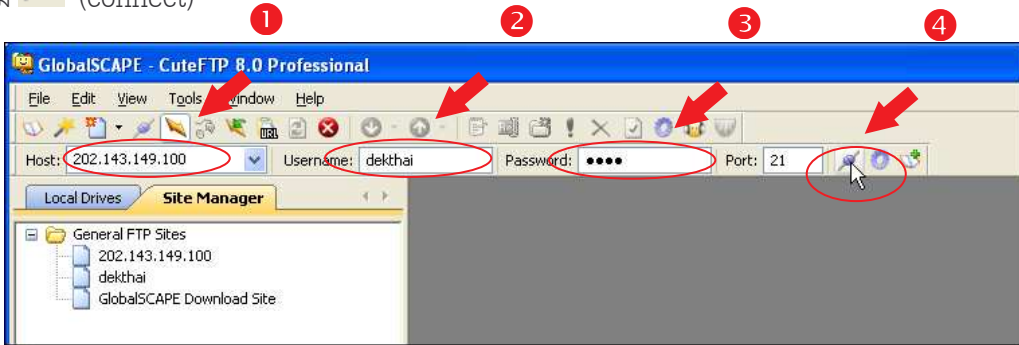 (connect)
1 2 3 4
GlobalSCAPE - CuteFTP 8.0 Professional
File Edit View Tools Window Help
URL
Host: 202.143.149.100 Username: dekthai Password: •••• Port: 21
Local Drives Site Manager
General FTP Sites
202.143.149.100
dekthai
GlobalSCAPE Download Site